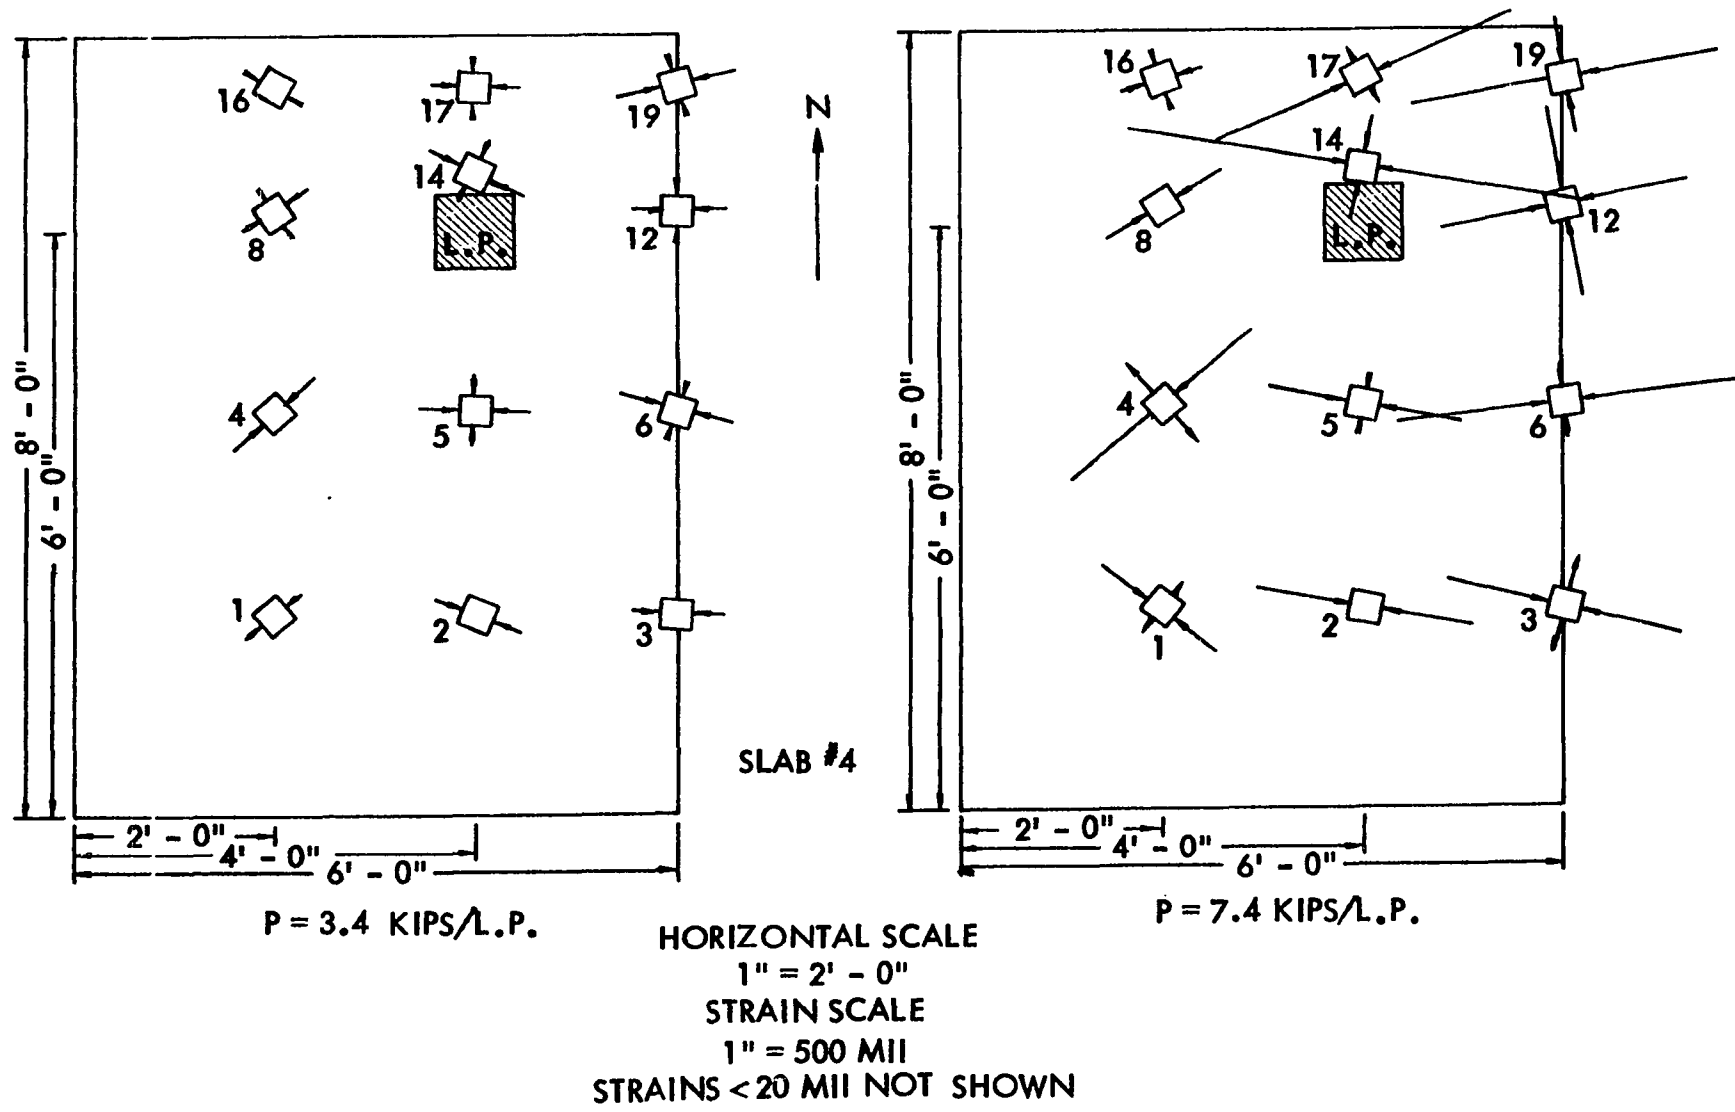 16
17
19
14
8
L.P.
12
4
5
6
1
2
3
8' - 0"
6' - 0"
2' - 0"
4' - 0"
6' - 0"
P = 3.4 KIPS/L.P.
N
SLAB #4
16
17
19
14
8
L.P.
12
4
5
6
1
2
3
8' - 0"
6' - 0"
2' - 0"
4' - 0"
6' - 0"
P = 7.4 KIPS/L.P.
HORIZONTAL SCALE
1" = 2' - 0"
STRAIN SCALE
1" = 500 MII
STRAINS < 20 MII NOT SHOWN